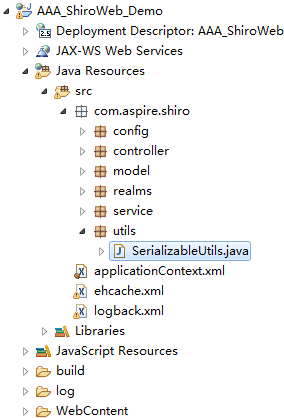 AAA_ShiroWeb_Demo
Deployment Descriptor: AAA_ShiroWeb
JAX-WS Web Services
Java Resources
src
com.aspire.shiro
config
controller
model
realms
service
utils
SerializableUtils.java
applicationContext.xml
ehcache.xml
logback.xml
Libraries
JavaScript Resources
build
log
WebContent